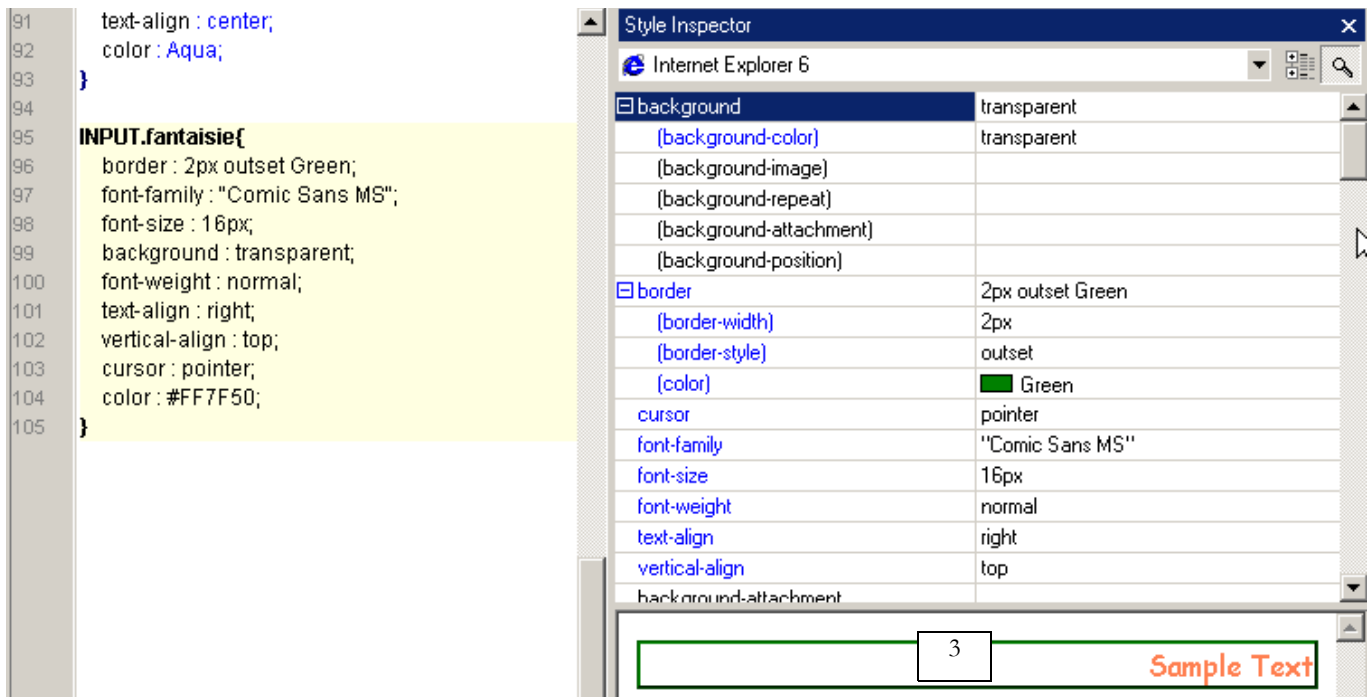 91 text-align : center;
92 color : Aqua;
93 }
94
95 INPUT.fantaisie{
96 border : 2px outset Green;
97 font-family : "Comic Sans MS";
98 font-size : 16px;
99 background : transparent;
100 font-weight : normal;
101 text-align : right;
102 vertical-align : top;
103 cursor : pointer;
104 color : #FF7F50;
105 }
Style Inspector
Internet Explorer 6
background transparent
(background-color) transparent
(background-image)
(background-repeat)
(background-attachment)
(background-position)
border 2px outset Green
(border-width) 2px
(border-style) outset
(color) Green
cursor pointer
font-family "Comic Sans MS"
font-size 16px
font-weight normal
text-align right
vertical-align top
background-attachment
3
Sample Text